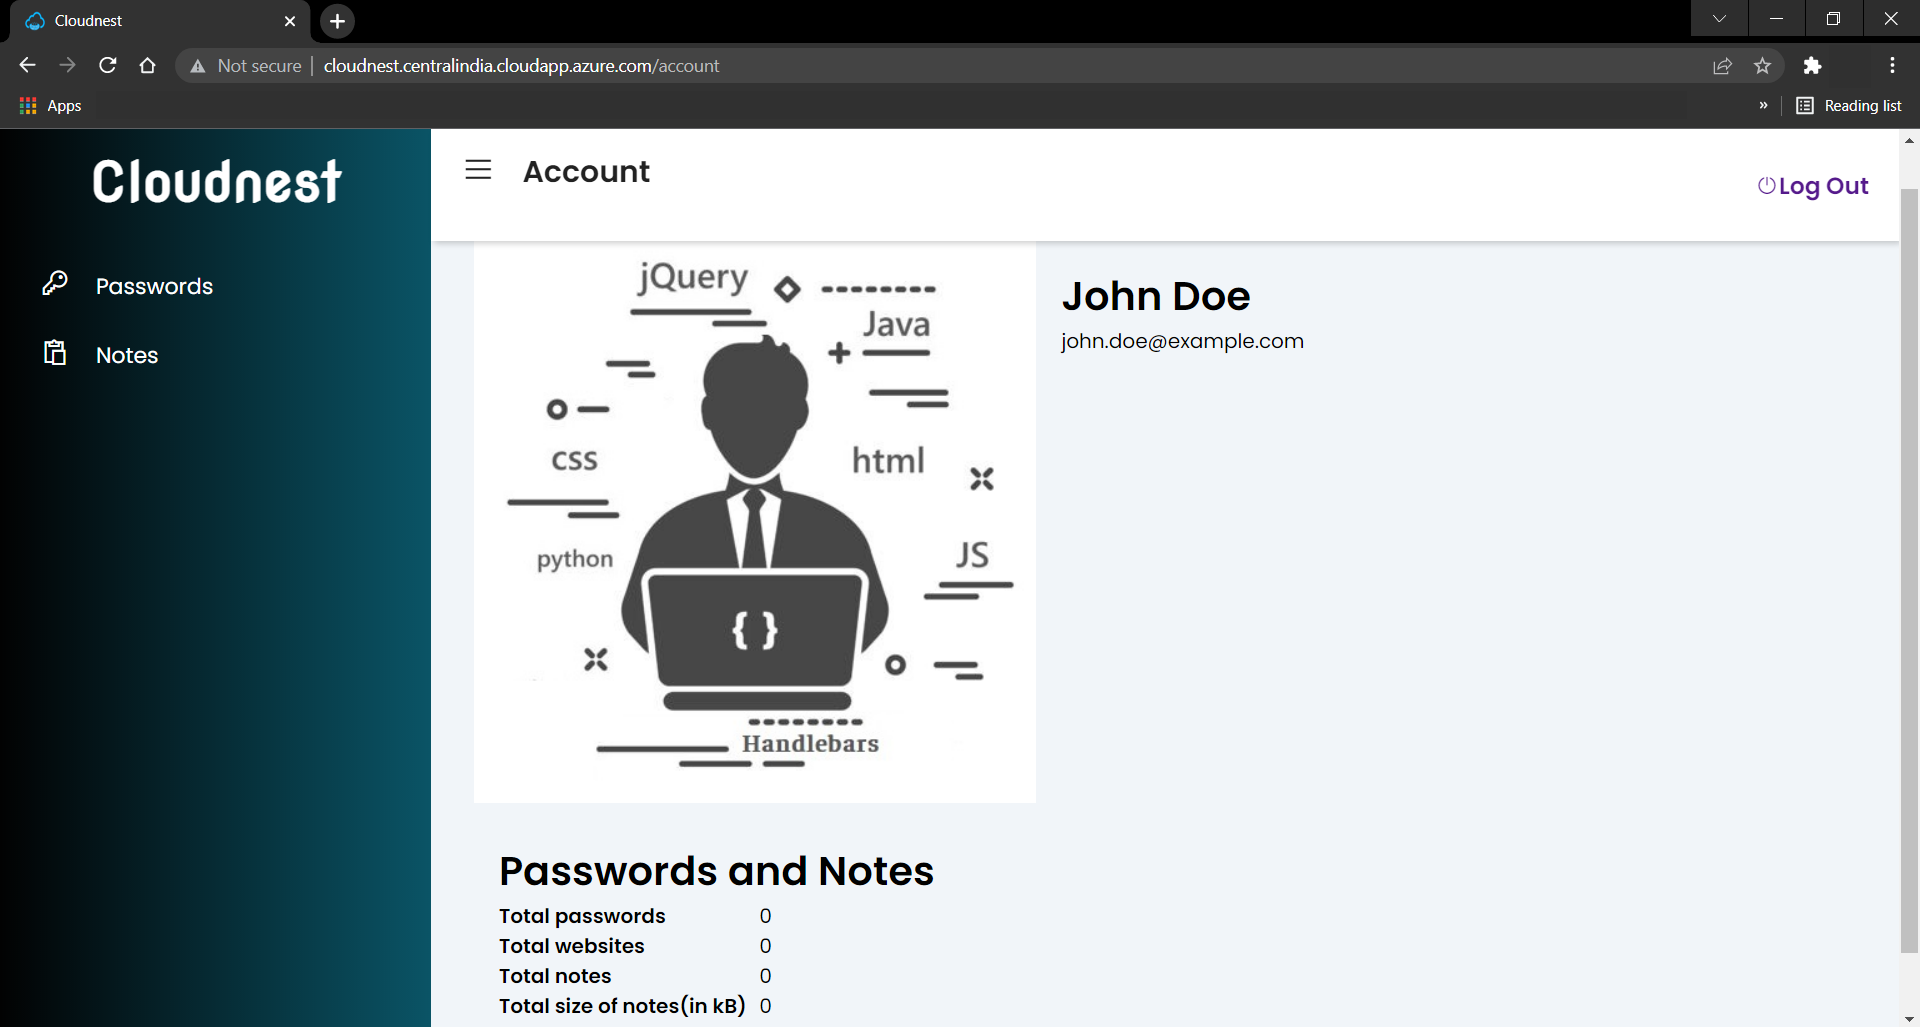 Cloudnest
Not secure | cloudnest.centralindia.cloudapp.azure.com/account
Apps
» Reading list
Cloudnest
Passwords
Notes
Account
Log Out
jQuery
Java
css
html
python
JS
{ }
Handlebars
John Doe
john.doe@example.com
Passwords and Notes
Total passwords 0
Total websites 0
Total notes 0
Total size of notes(in kB) 0